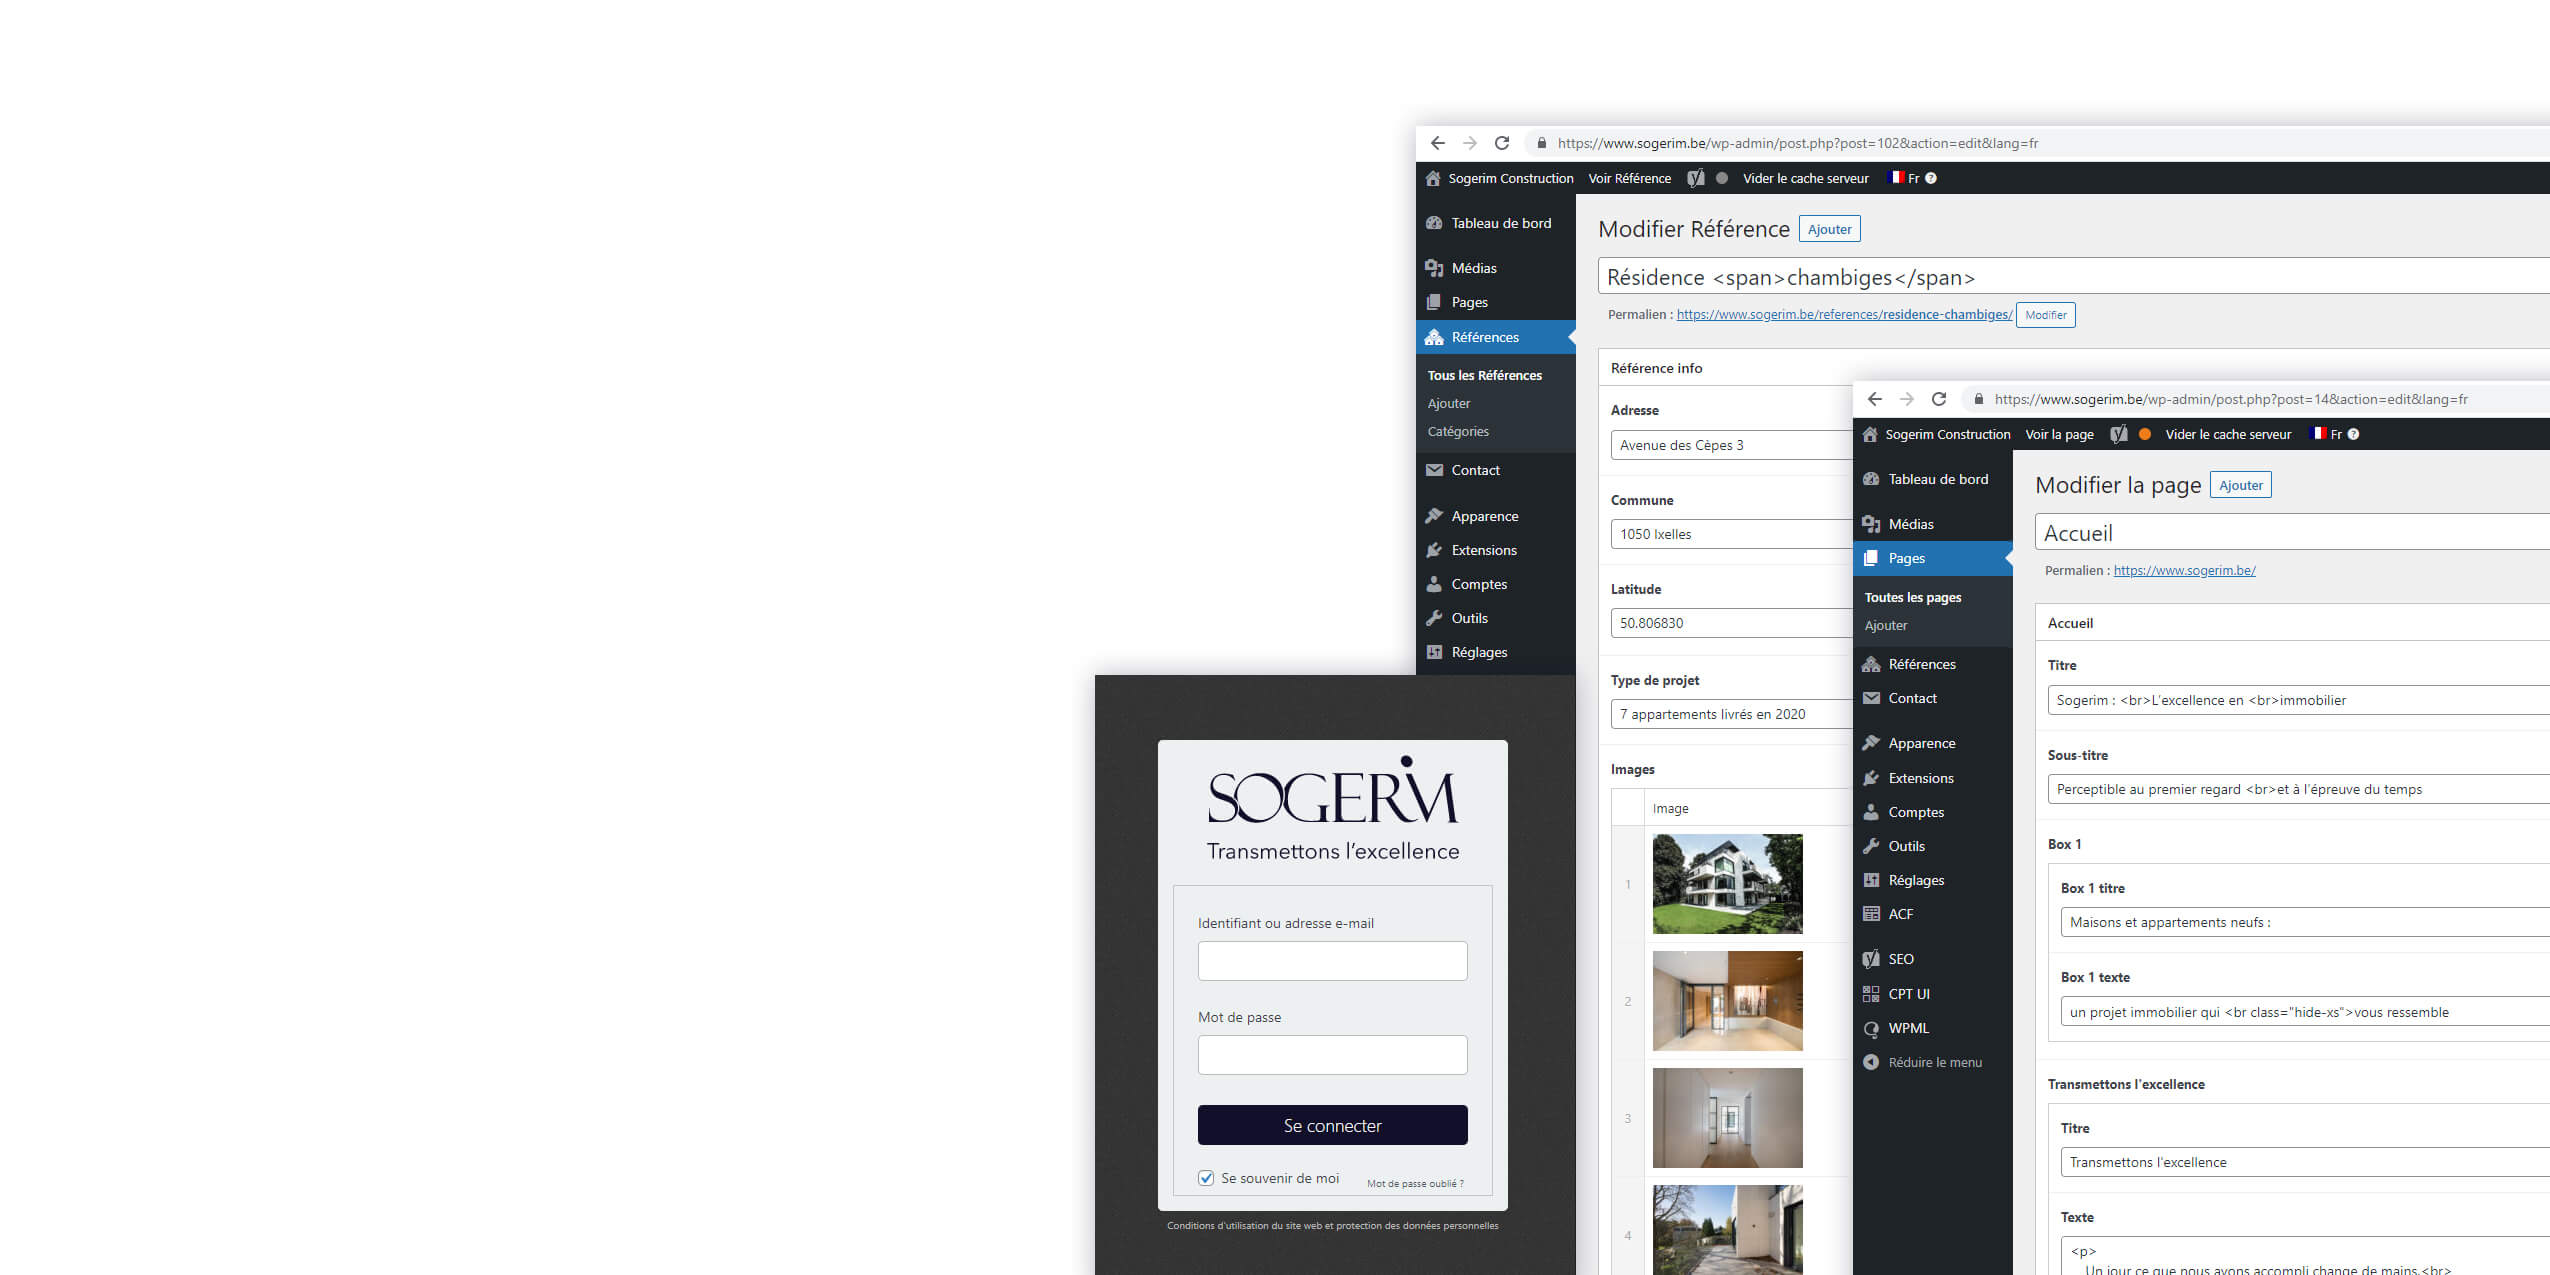 https://www.sogerim.be/wp-admin/post.php?post=102&action=edit&lang=fr
Sogerim Construction Voir Référence Vider le cache serveur Fr ?
Tableau de bord
Médias
Pages
Références
Tous les Références
Ajouter
Catégories
Contact
Apparence
Extensions
Comptes
Outils
Réglages
Modifier Référence Ajouter
Résidence <span>chambiges</span>
Permalien : https://www.sogerim.be/references/residence-chambiges/ Modifier
Référence info
Adresse
Avenue des Cèpes 3
Commune
1050 Ixelles
Latitude
50.806830
Type de projet
7 appartements livrés en 2020
Images
Image
1
2
3
4
https://www.sogerim.be/wp-admin/post.php?post=14&action=edit&lang=fr
Sogerim Construction Voir la page Vider le cache serveur Fr ?
Tableau de bord
Médias
Pages
Toutes les pages
Ajouter
Références
Contact
Apparence
Extensions
Comptes
Outils
Réglages
ACF
SEO
CPT UI
WPML
Réduire le menu
Modifier la page Ajouter
Accueil
Permalien : https://www.sogerim.be/
Accueil
Titre
Sogerim : <br>L'excellence en <br>immobilier
Sous-titre
Perceptible au premier regard <br>et à l'épreuve du temps
Box 1
Box 1 titre
Maisons et appartements neufs :
Box 1 texte
un projet immobilier qui <br class="hide-xs">vous ressemble
Transmettons l'excellence
Titre
Transmettons l'excellence
Texte
<p>
Un jour ce que nous avons accompli change de mains.<br>
SOGERIM
Transmettons l'excellence
Identifiant ou adresse e-mail
Mot de passe
Se connecter
Se souvenir de moi Mot de passe oublié ?
Conditions d'utilisation du site web et protection des données personnelles